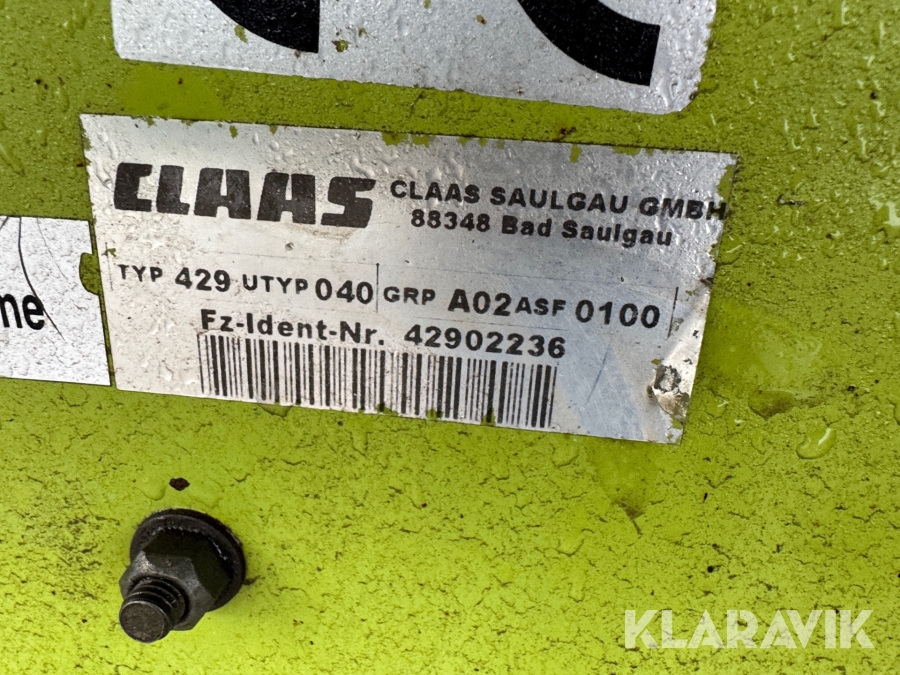 CLAAS CLAAS SAULGAU GMBH
88348 Bad Saulgau
TYP 429 UTYP 040 GRP A02 ASF 0100
Fz-Ident-Nr. 42902236
me
KLARAVIK